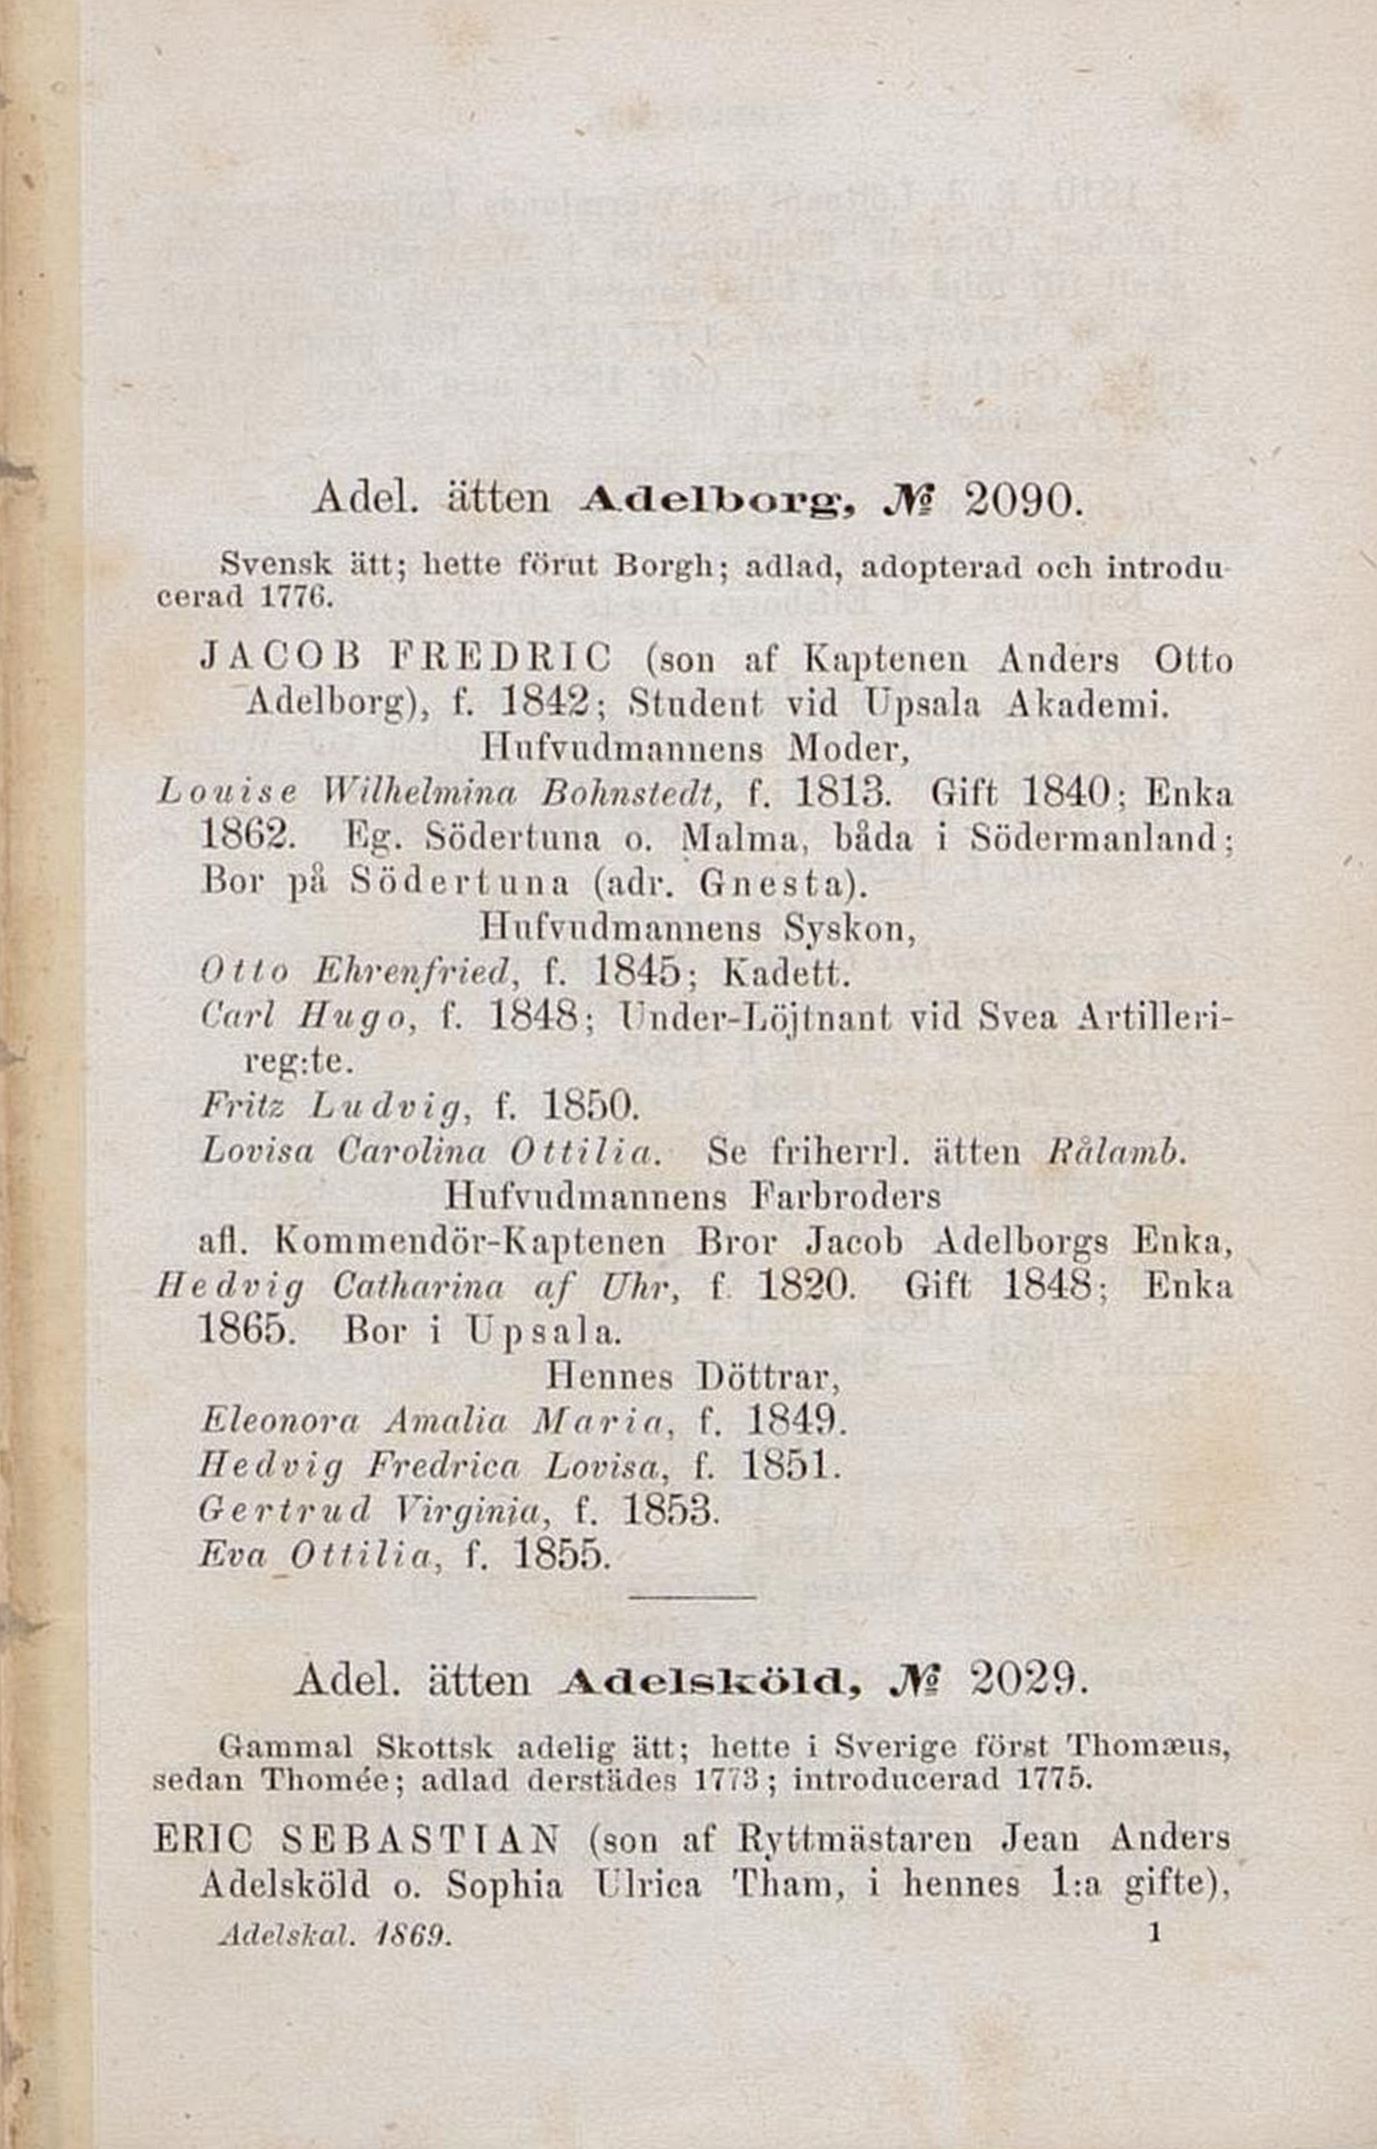 Adel. ätten Adelborg, № 2090.
Svensk ätt; hette förut Borgh; adlad, adopterad och introdu-
cerad 1776.
JACOB FREDRIC (son af Kaptenen Anders Otto
Adelborg), f. 1842; Student vid Upsala Akademi.
Hufvudmannens Moder,
Louise Wilhelmina Bohnstedt, f. 1813. Gift 1840; Enka
1862. Eg. Södertuna o. Malma, båda i Södermanland;
Bor på Södertuna (adr. Gnesta).
Hufvudmannens Syskon,
Otto Ehrenfried, f. 1845; Kadett.
Carl Hugo, f. 1848; Under-Löjtnant vid Svea Artilleri-
reg:te.
Fritz Ludvig, f. 1850.
Lovisa Carolina Ottilia. Se friherrl. ätten Rålamb.
Hufvudmannens Farbroders
afl. Kommendör-Kaptenen Bror Jacob Adelborgs Enka,
Hedvig Catharina af Uhr, f. 1820. Gift 1848; Enka
1865. Bor i Upsala.
Hennes Döttrar,
Eleonora Amalia Maria, f. 1849.
Hedvig Fredrica Lovisa, f. 1851.
Gertrud Virginia, f. 1853.
Eva Ottilia, f. 1855.
Adel. ätten Adelsköld, № 2029.
Gammal Skottsk adelig ätt; hette i Sverige först Thomæus,
sedan Thomée; adlad derstädes 1773; introducerad 1775.
ERIC SEBASTIAN (son af Ryttmästaren Jean Anders
Adelsköld o. Sophia Ulrica Tham, i hennes 1:a gifte),
Adelskal. 1869. 1